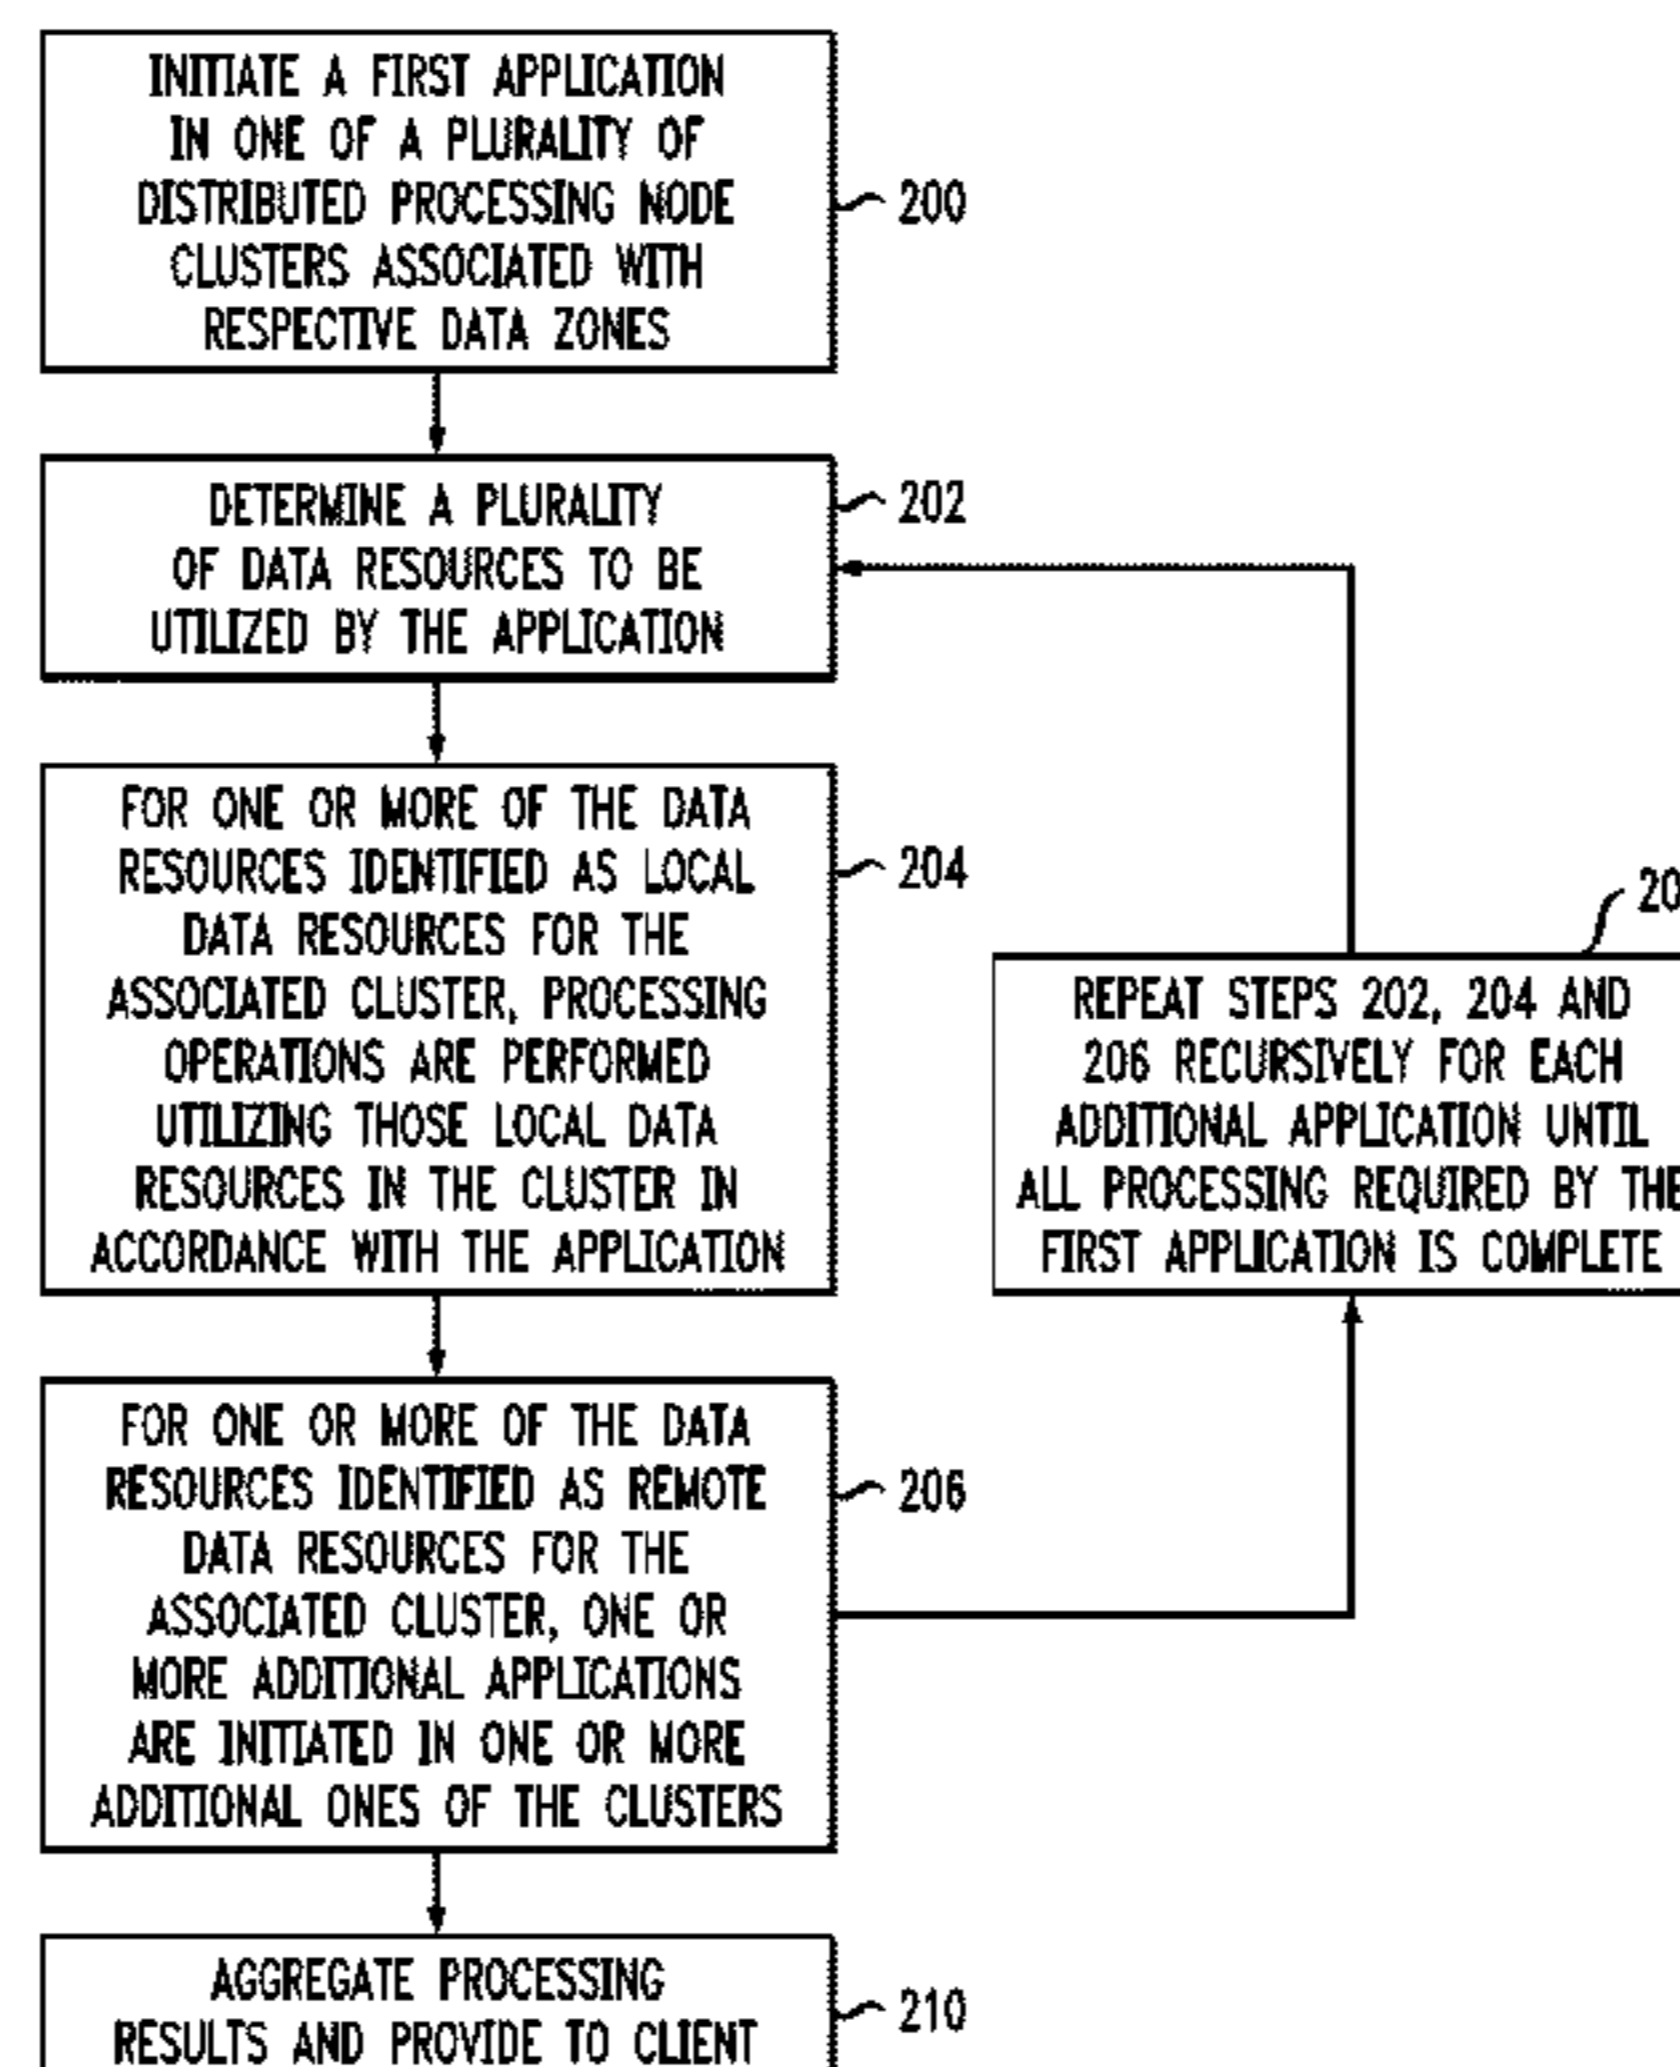 INITIATE A FIRST APPLICATION
IN ONE OF A PLURALITY OF
DISTRIBUTED PROCESSING NODE
CLUSTERS ASSOCIATED WITH
RESPECTIVE DATA ZONES
200
DETERMINE A PLURALITY
OF DATA RESOURCES TO BE
UTILIZED BY THE APPLICATION
202
FOR ONE OR MORE OF THE DATA
RESOURCES IDENTIFIED AS LOCAL
DATA RESOURCES FOR THE
ASSOCIATED CLUSTER, PROCESSING
OPERATIONS ARE PERFORMED
UTILIZING THOSE LOCAL DATA
RESOURCES IN THE CLUSTER IN
ACCORDANCE WITH THE APPLICATION
204
REPEAT STEPS 202, 204 AND
206 RECURSIVELY FOR EACH
ADDITIONAL APPLICATION UNTIL
ALL PROCESSING REQUIRED BY THE
FIRST APPLICATION IS COMPLETE
FOR ONE OR MORE OF THE DATA
RESOURCES IDENTIFIED AS REMOTE
DATA RESOURCES FOR THE
ASSOCIATED CLUSTER, ONE OR
MORE ADDITIONAL APPLICATIONS
ARE INITIATED IN ONE OR MORE
ADDITIONAL ONES OF THE CLUSTERS
206
AGGREGATE PROCESSING
RESULTS AND PROVIDE TO CLIENT
210